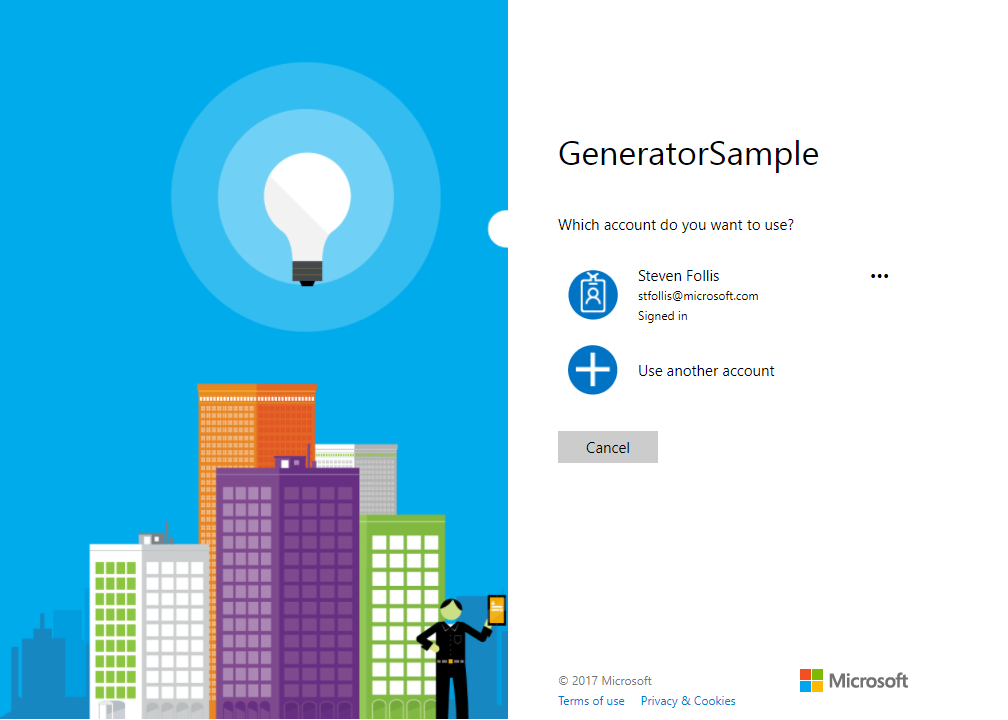 GeneratorSample
Which account do you want to use?
Steven Follis
stfollis@microsoft.com
Signed in
Use another account
Cancel
© 2017 Microsoft
Terms of use Privacy & Cookies
Microsoft